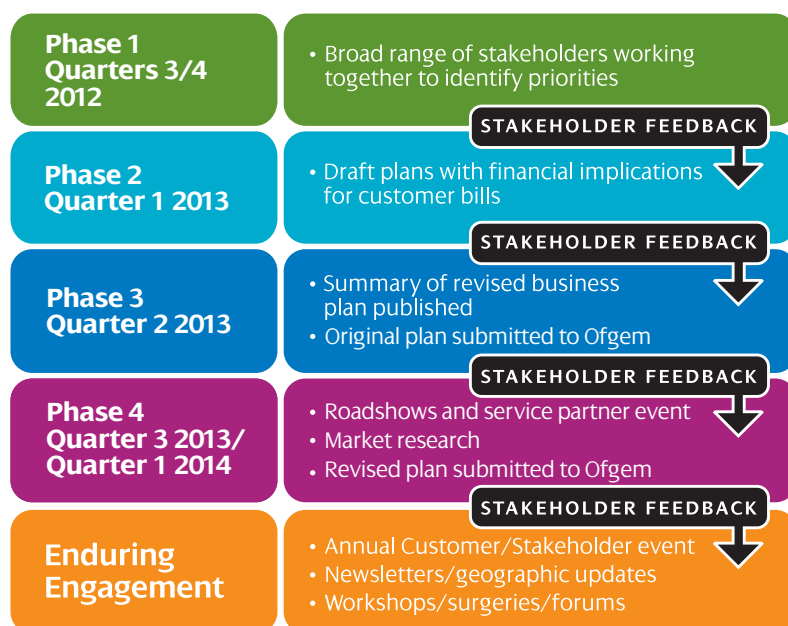 Phase 1
Quarters 3/4
2012
• Broad range of stakeholders working
together to identify priorities
STAKEHOLDER FEEDBACK
Phase 2
Quarter 1 2013
• Draft plans with financial implications
for customer bills
STAKEHOLDER FEEDBACK
Phase 3
Quarter 2 2013
• Summary of revised business
plan published
• Original plan submitted to Ofgem
STAKEHOLDER FEEDBACK
Phase 4
Quarter 3 2013/
Quarter 1 2014
• Roadshows and service partner event
• Market research
• Revised plan submitted to Ofgem
STAKEHOLDER FEEDBACK
Enduring
Engagement
• Annual Customer/Stakeholder event
• Newsletters/geographic updates
• Workshops/surgeries/forums